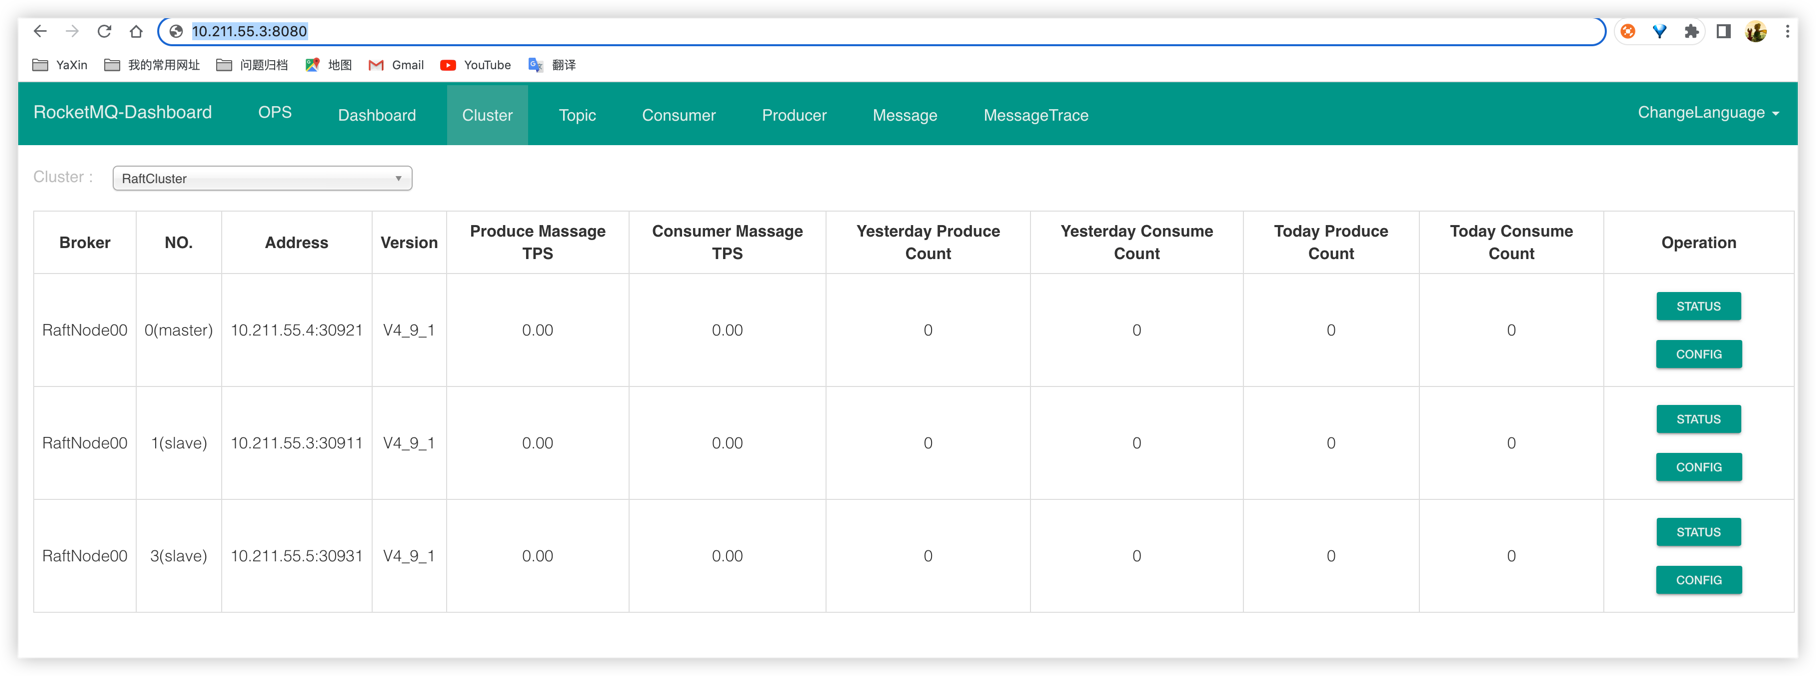 10.211.55.3:8080
YaXin 我的常用网址 问题归档 地图 Gmail YouTube 翻译
RocketMQ-Dashboard OPS Dashboard Cluster Topic Consumer Producer Message MessageTrace ChangeLanguage
Cluster : RaftCluster
Broker NO. Address Version Produce Massage TPS Consumer Massage TPS Yesterday Produce Count Yesterday Consume Count Today Produce Count Today Consume Count Operation
RaftNode00 0(master) 10.211.55.4:30921 V4_9_1 0.00 0.00 0 0 0 0 STATUS
CONFIG
RaftNode00 1(slave) 10.211.55.3:30911 V4_9_1 0.00 0.00 0 0 0 0 STATUS
CONFIG
RaftNode00 3(slave) 10.211.55.5:30931 V4_9_1 0.00 0.00 0 0 0 0 STATUS
CONFIG